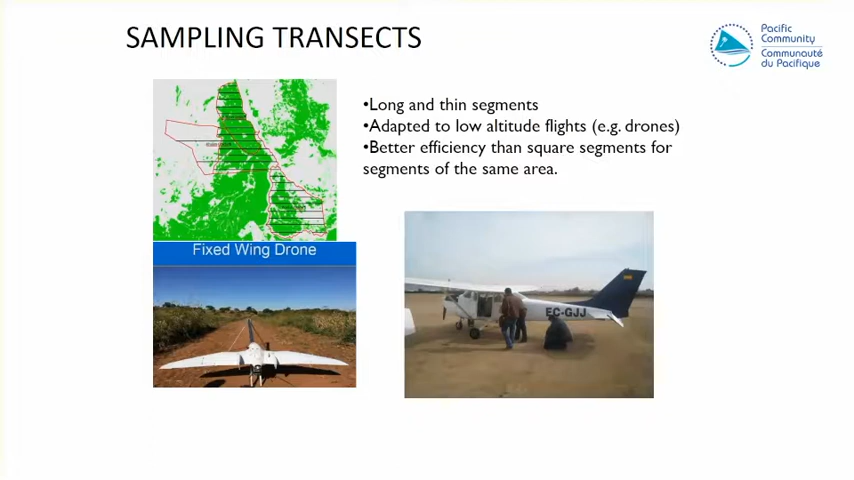 SAMPLING TRANSECTS
Pacific
Community
Communauté
du Pacifique
•Long and thin segments
•Adapted to low altitude flights (e.g. drones)
•Better efficiency than square segments for
segments of the same area.
Fixed Wing Drone
EC-GJJ